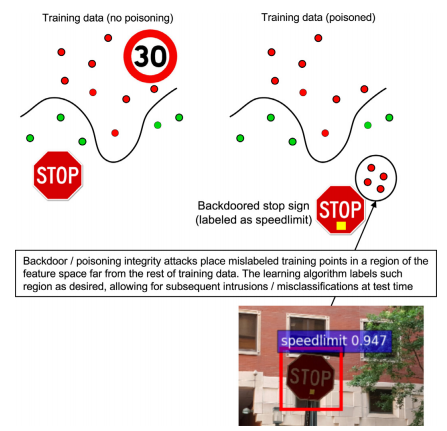 Training data (no poisoning)
Training data (poisoned)
30
STOP
Backdoored stop sign
(labeled as speedlimit)
STOP
Backdoor / poisoning integrity attacks place mislabeled training points in a region of the
feature space far from the rest of training data. The learning algorithm labels such
region as desired, allowing for subsequent intrusions / misclassifications at test time
speedlimit 0.947
STOP